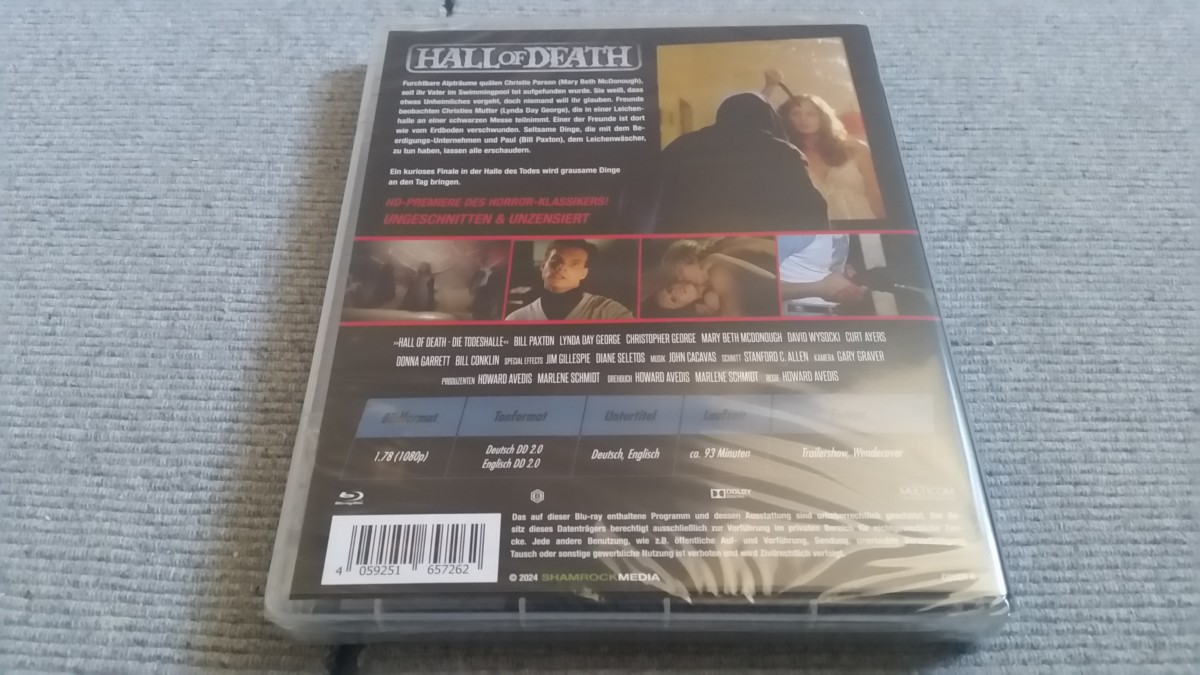 HALL OF DEATH
Furchtbare Alpträume quälen Christie Parson (Mary Beth McDonough),
seit ihr Vater im Swimmingpool tot aufgefunden wurde. Sie weiß, dass
etwas Unheimliches vorgeht, doch niemand will ihr glauben. Freunde
beobachten Christies Mutter (Lynda Day George), die in einer Leichen-
halle an einer schwarzen Messe teilnimmt. Einer der Freunde ist dort
wie vom Erdboden verschwunden. Seltsame Dinge, die mit dem Be-
erdigungs-Unternehmen und Paul (Bill Paxton), dem Leichenwäscher,
zu tun haben, lassen alle erschaudern.
Ein kurioses Finale in der Halle des Todes wird grausame Dinge
an den Tag bringen.
HD-PREMIERE DES HORROR-KLASSIKERS!
UNGESCHNITTEN & UNZENSIERT
»HALL OF DEATH - DIE TODESHALLE« BILL PAXTON LYNDA DAY GEORGE CHRISTOPHER GEORGE MARY BETH MCDONOUGH DAVID WYSOCKI CURT AYERS
DONNA GARRETT BILL CONKLIN SPECIAL EFFECTS JIM GILLESPIE DIANE SELETOS MUSIK JOHN CACAVAS SCHNITT STANFORD C. ALLEN KAMERA GARY GRAVER
PRODUZENTEN HOWARD AVEDIS MARLENE SCHMIDT DREHBUCH HOWARD AVEDIS MARLENE SCHMIDT REGIE HOWARD AVEDIS
Bildformat Tonformat Untertitel Laufzeit
1.78 (1080p) Deutsch DD 2.0 Deutsch, Englisch ca. 93 Minuten Trailershow, Wendecover
Englisch DD 2.0
Blu-ray Disc DOLBY MULTICOM
Das auf dieser Blu-ray enthaltene Programm und dessen Ausstattung sind urheberrechtlich geschützt. Der Be-
sitz dieses Datenträgers berechtigt ausschließlich zur Vorführung im privaten Bereich für
cke. Jede andere Benutzung, wie z.B. öffentliche Auf- und Vorführung, Sendung,
Tausch oder sonstige gewerbliche Nutzung ist verboten und wird Zivilrechtlich verfolgt.
4 059251 657262
© 2024 SHAMROCKMEDIA